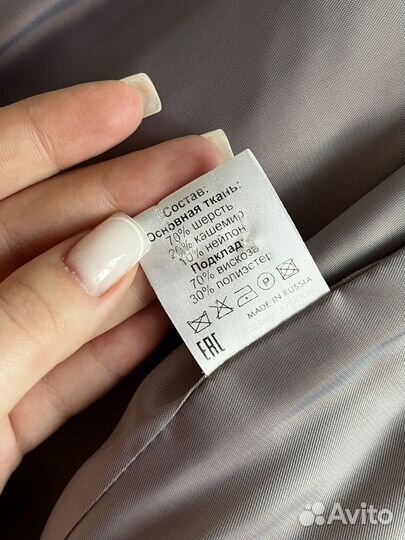 Состав:
Основная ткань:
70% шерсть
20% кашемир
10% нейлон
Подклад:
70% вискоза
30% полиэстер
P
MADE IN RUSSIA
EAC
Avito